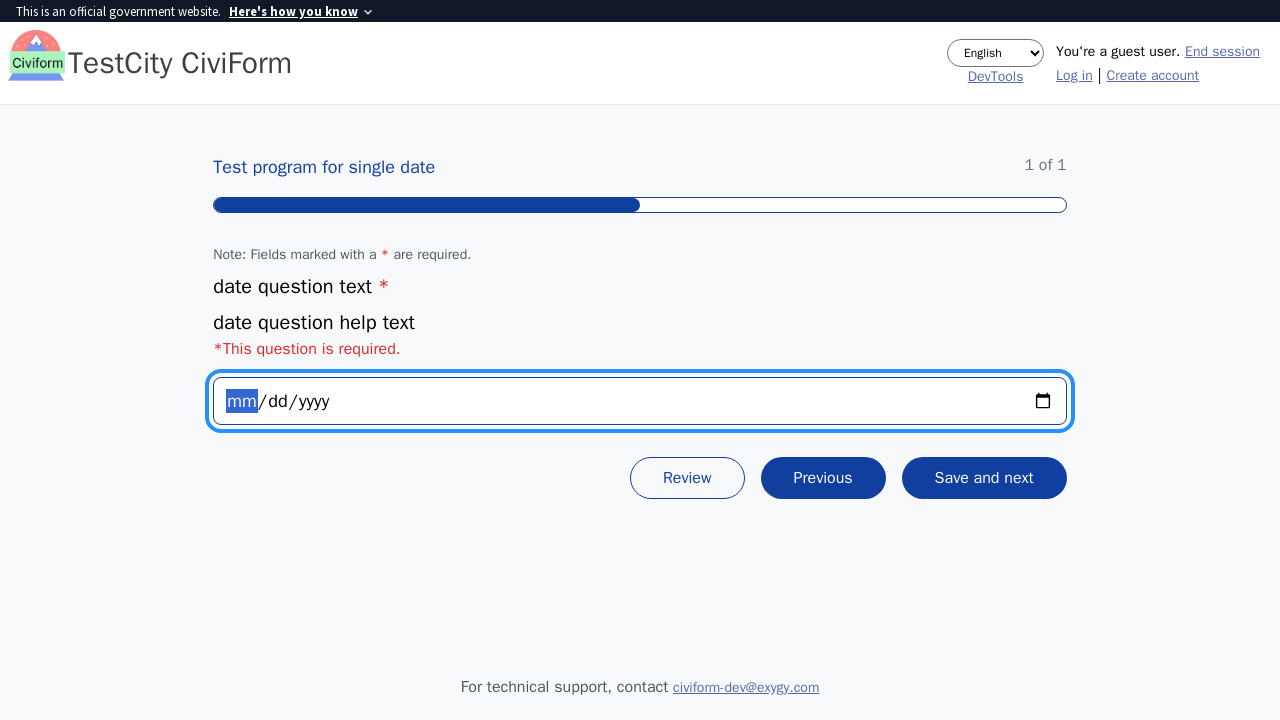 This is an official government website. Here's how you know
Civiform
TestCity CiviForm
English
DevTools
You're a guest user. End session
Log in | Create account
Test program for single date
1 of 1
Note: Fields marked with a * are required.
date question text *
date question help text
*This question is required.
mm/dd/yyyy
Review
Previous
Save and next
For technical support, contact civiform-dev@exygy.com